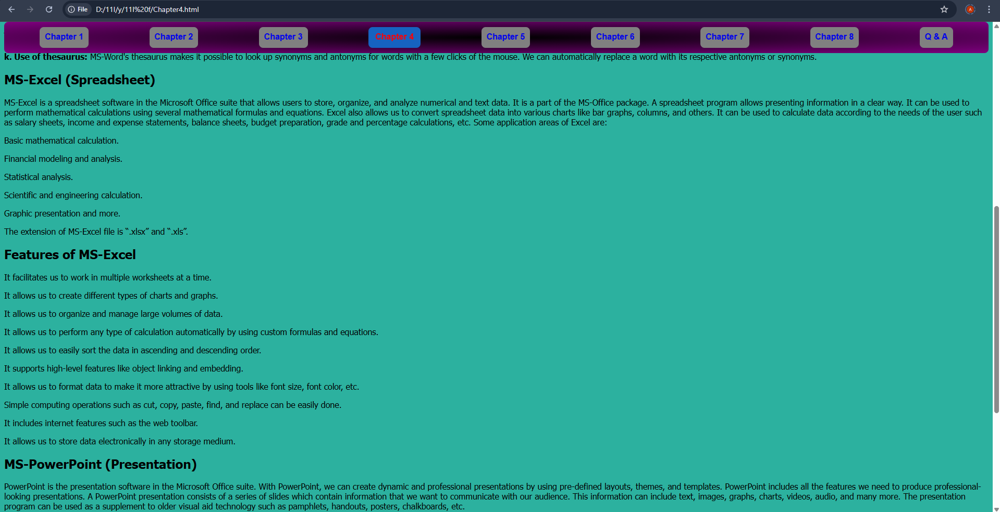 File D:/11I/y/11I%20f/Chapter4.html
A
Chapter 1 Chapter 2 Chapter 3 Chapter 4 Chapter 5 Chapter 6 Chapter 7 Chapter 8 Q & A
k. Use of thesaurus: MS-Word's thesaurus makes it possible to look up synonyms and antonyms for words with a few clicks of the mouse. We can automatically replace a word with its respective antonyms or synonyms.
MS-Excel (Spreadsheet)
MS-Excel is a spreadsheet software in the Microsoft Office suite that allows users to store, organize, and analyze numerical and text data. It is a part of the MS-Office package. A spreadsheet program allows presenting information in a clear way. It can be used to
perform mathematical calculations using several mathematical formulas and equations. Excel also allows us to convert spreadsheet data into various charts like bar graphs, columns, and others. It can be used to calculate data according to the needs of the user such
as salary sheets, income and expense statements, balance sheets, budget preparation, grade and percentage calculations, etc. Some application areas of Excel are:
Basic mathematical calculation.
Financial modeling and analysis.
Statistical analysis.
Scientific and engineering calculation.
Graphic presentation and more.
The extension of MS-Excel file is “.xlsx” and “.xls”.
Features of MS-Excel
It facilitates us to work in multiple worksheets at a time.
It allows us to create different types of charts and graphs.
It allows us to organize and manage large volumes of data.
It allows us to perform any type of calculation automatically by using custom formulas and equations.
It allows us to easily sort the data in ascending and descending order.
It supports high-level features like object linking and embedding.
It allows us to format data to make it more attractive by using tools like font size, font color, etc.
Simple computing operations such as cut, copy, paste, find, and replace can be easily done.
It includes internet features such as the web toolbar.
It allows us to store data electronically in any storage medium.
MS-PowerPoint (Presentation)
PowerPoint is the presentation software in the Microsoft Office suite. With PowerPoint, we can create dynamic and professional presentations by using pre-defined layouts, themes, and templates. PowerPoint includes all the features we need to produce professional-
looking presentations. A PowerPoint presentation consists of a series of slides which contain information that we want to communicate with our audience. This information can include text, images, graphs, charts, videos, audio, and many more. The presentation
program can be used as a supplement to older visual aid technology such as pamphlets, handouts, posters, chalkboards, etc.